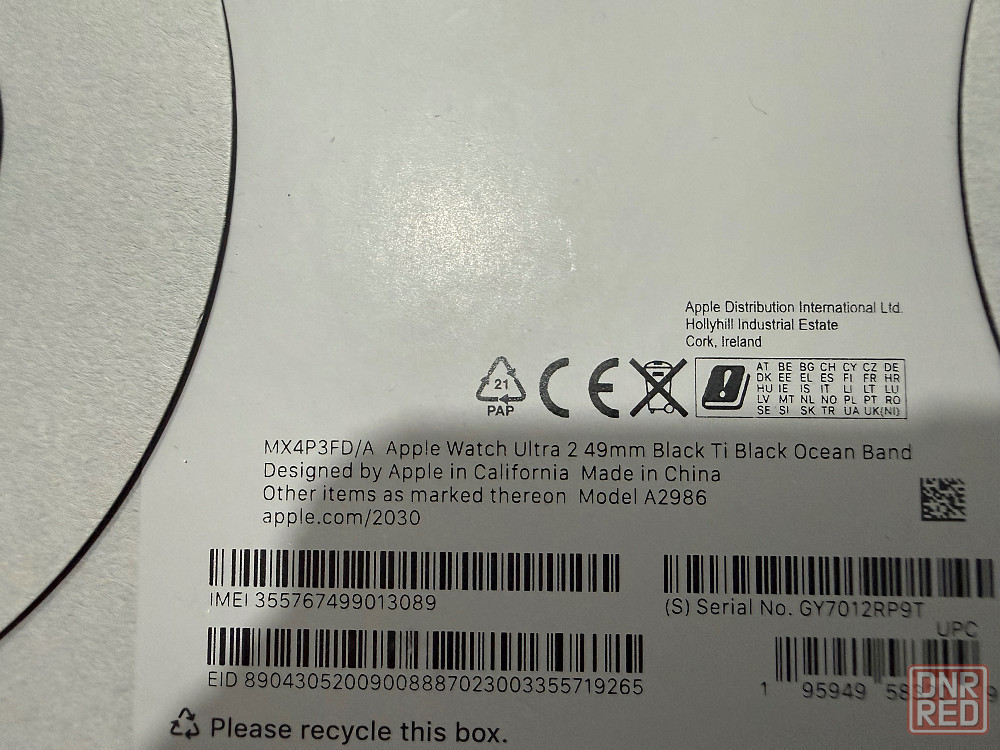 Apple Distribution International Ltd.
Hollyhill Industrial Estate
Cork, Ireland
21
PAP
CE
AT BE BG CH CY CZ DE
DK EE EL ES FI FR HR
HU IE IS IT LI LT LU
LV MT NL NO PL PT RO
SE SI SK TR UA UK(NI)
MX4P3FD/A Apple Watch Ultra 2 49mm Black Ti Black Ocean Band
Designed by Apple in California Made in China
Other items as marked thereon Model A2986
apple.com/2030
IMEI 355767499013089
(S) Serial No. GY7012RP9T
UPC
EID 89043052009008887023003355719265
1 95949
Please recycle this box.
DNR
RED